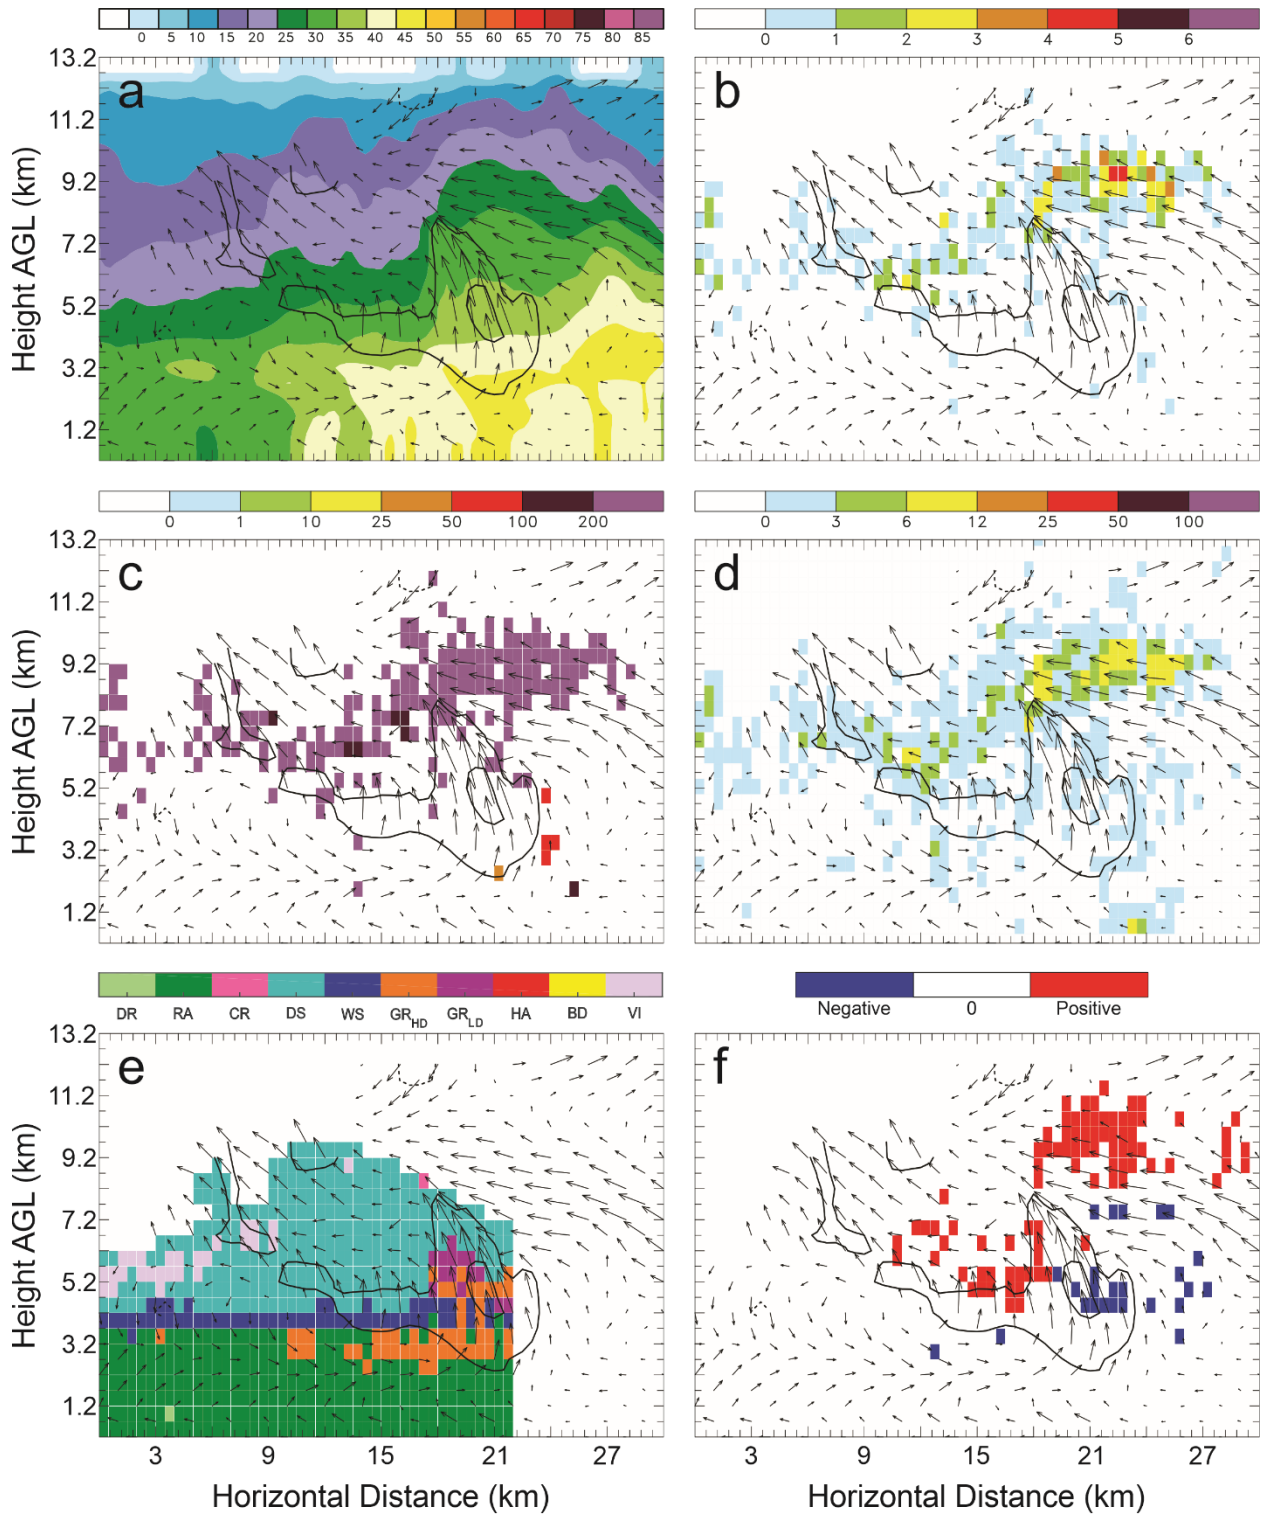 0 5 10 15 20 25 30 35 40 45 50 55 60 65 70 75 80 85
0 1 2 3 4 5 6
13.2
11.2
9.2
7.2
5.2
3.2
1.2
Height AGL (km)
a
b
0 1 10 25 50 100 200
0 3 6 12 25 50 100
13.2
11.2
9.2
7.2
5.2
3.2
1.2
Height AGL (km)
c
d
DR RA CR DS WS GR_HD GR_LD HA BD VI
Negative 0 Positive
13.2
11.2
9.2
7.2
5.2
3.2
1.2
Height AGL (km)
e
f
3 9 15 21 27
3 9 15 21 27
Horizontal Distance (km)
Horizontal Distance (km)